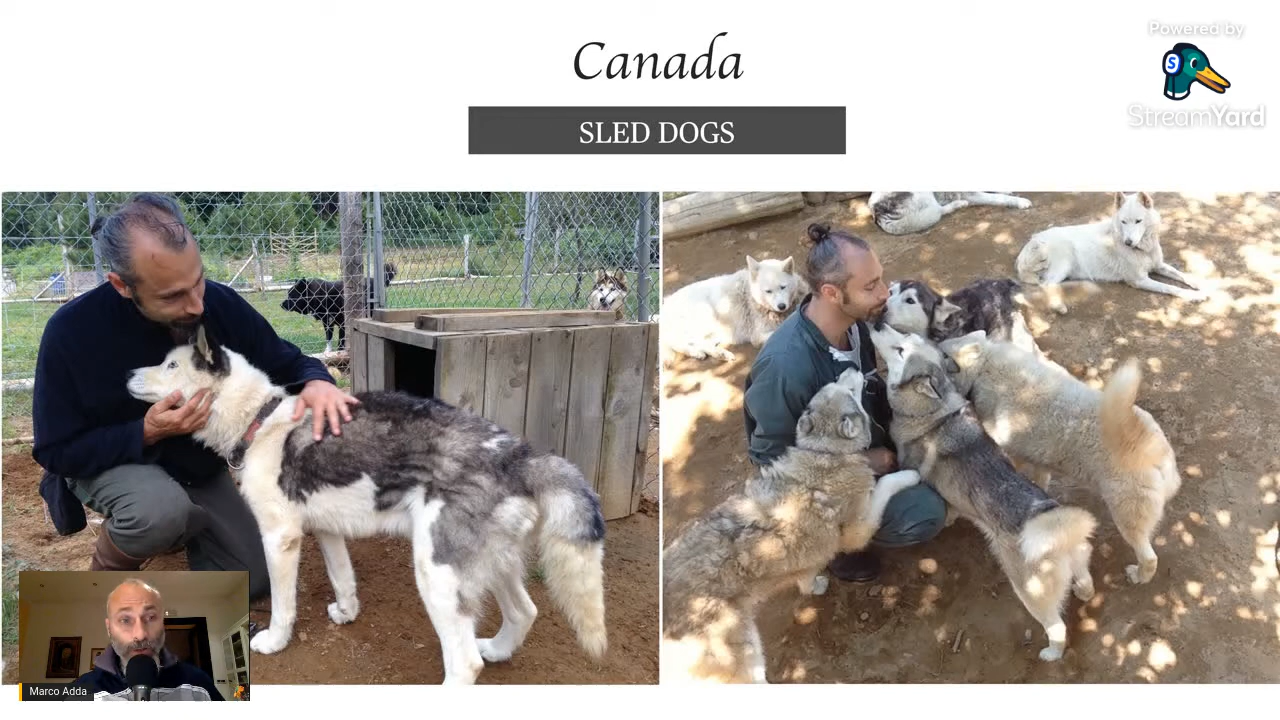 Canada
SLED DOGS
Powered by
S
StreamYard
Marco Adda